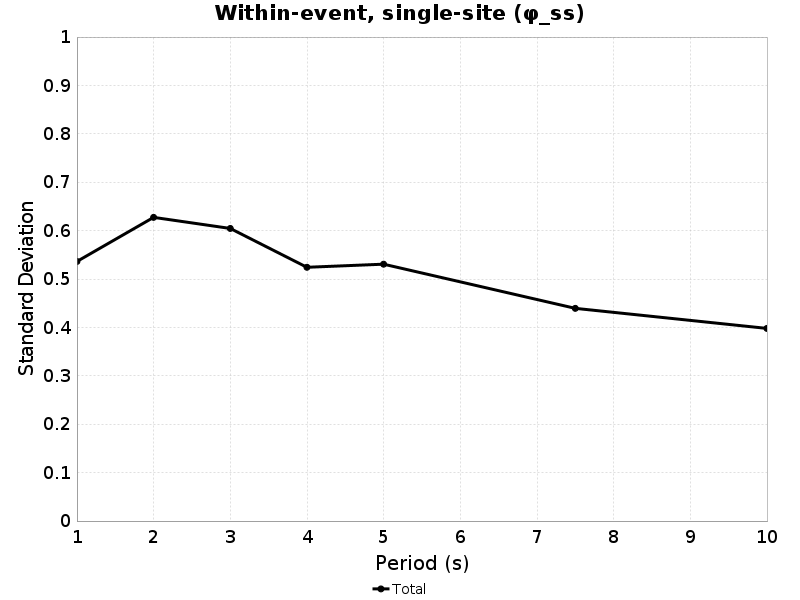 Within-event, single-site (φ_ss)
1
0.9
0.8
0.7
0.6
0.5
0.4
0.3
0.2
0.1
0
Standard Deviation
1 2 3 4 5 6 7 8 9 10
Period (s)
Total